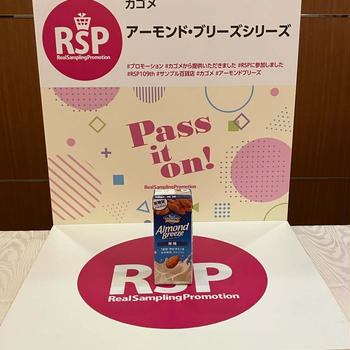 カゴメ
RSP
RealSamplingPromotion
アーモンド・ブリーズシリーズ
#プロモーション #カゴメから提供いただきました #RSPに参加しました
#RSP109th #サンプル百貨店 #カゴメ #アーモンドブリーズ
Pass
it
on!
RealSamplingPromotion
Almond
Breeze
RSP
RealSamplingPromotion